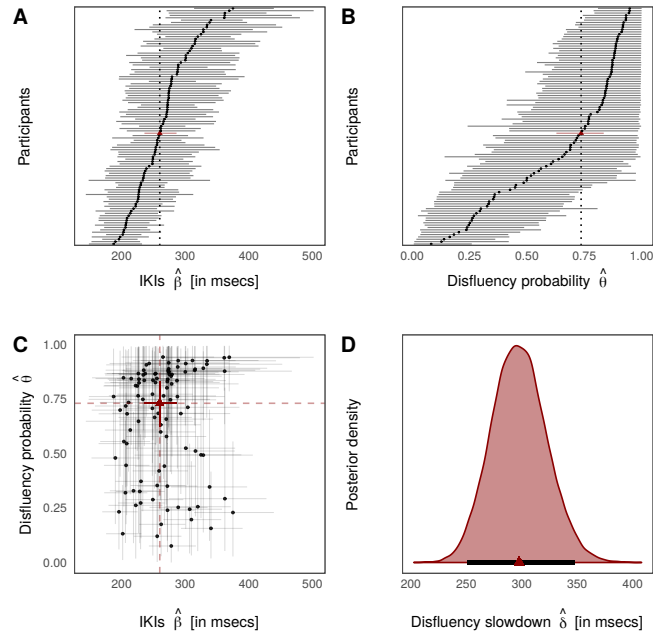 A
Participants
200
300
400
500
IKIs β̂ [in msecs]
B
Participants
0.00
0.25
0.50
0.75
1.00
Disfluency probability θ̂
C
Disfluency probability θ̂
1.00
0.75
0.50
0.25
0.00
200
300
400
500
IKIs β̂ [in msecs]
D
Posterior density
200
250
300
350
400
Disfluency slowdown δ̂ [in msecs]